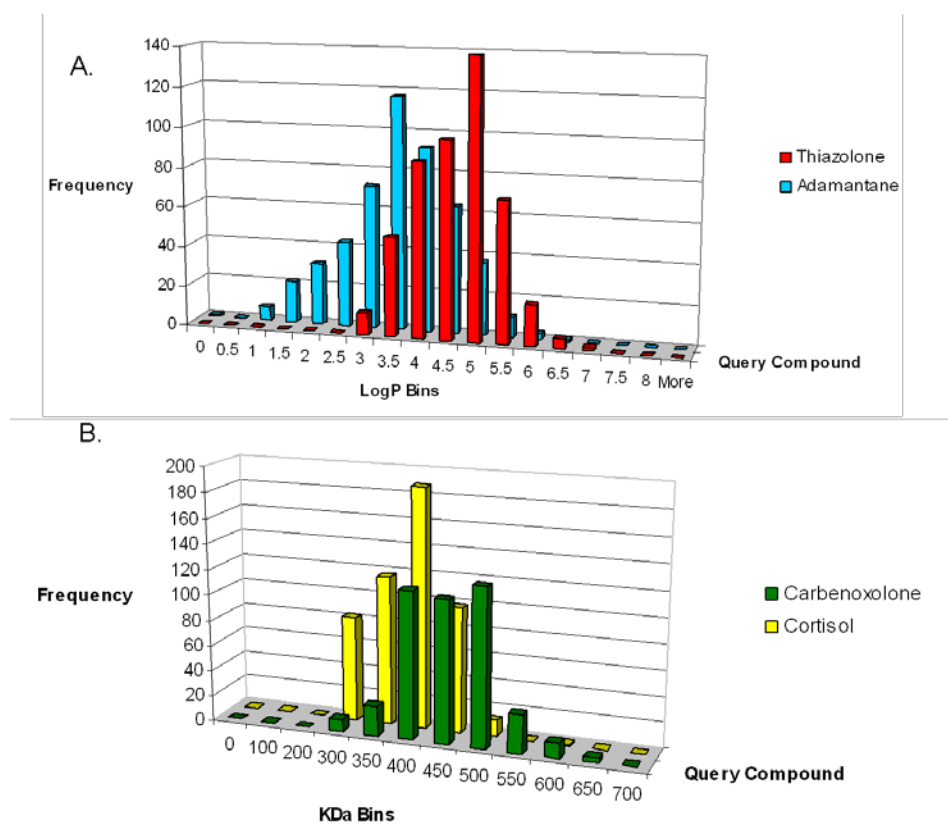 A.
140
120
100
80
60
40
20
0
Frequency
Thiazolone
Adamantane
0 0.5 1 1.5 2 2.5 3 3.5 4 4.5 5 5.5 6 6.5 7 7.5 8 More
Query Compound
LogP Bins
B.
200
180
160
140
120
100
80
60
40
20
0
Frequency
Carbenoxolone
Cortisol
0 100 200 300 350 400 450 500 550 600 650 700
Query Compound
KDa Bins